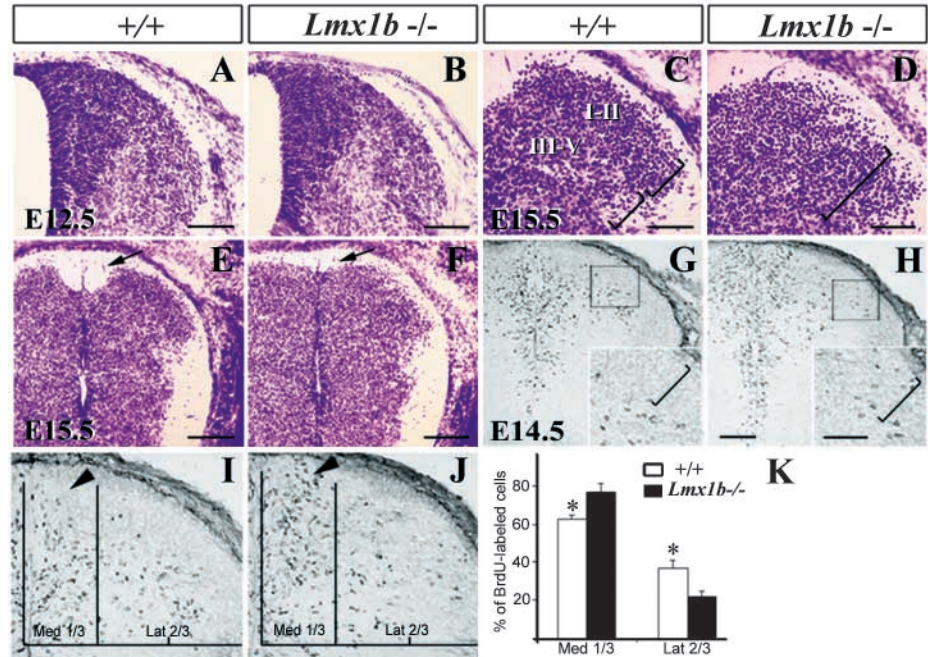 +/+ Lmx1b -/- +/+ Lmx1b -/-
A B C D
I-II
III-V
E12.5 E15.5
E F G H
E15.5 E14.5
I J K
+/+
Lmx1b-/-
% of BrdU-labeled cells
80
60
40
20
* *
Med 1/3 Lat 2/3 Med 1/3 Lat 2/3
Med 1/3 Lat 2/3